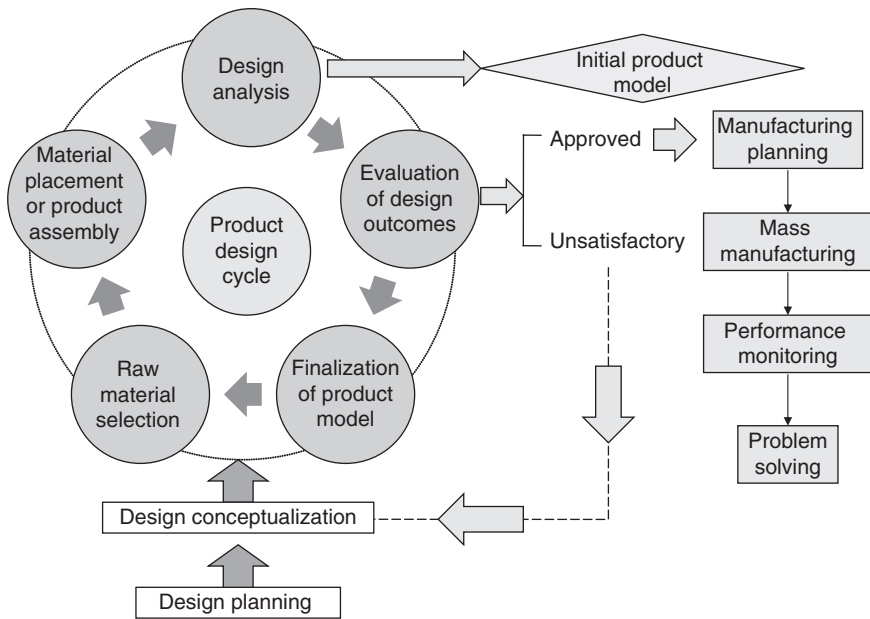 Design
analysis
Initial product
model
Material
placement
or product
assembly
Evaluation
of design
outcomes
Approved
Manufacturing
planning
Product
design
cycle
Unsatisfactory
Mass
manufacturing
Performance
monitoring
Raw
material
selection
Finalization
of product
model
Problem
solving
Design conceptualization
Design planning